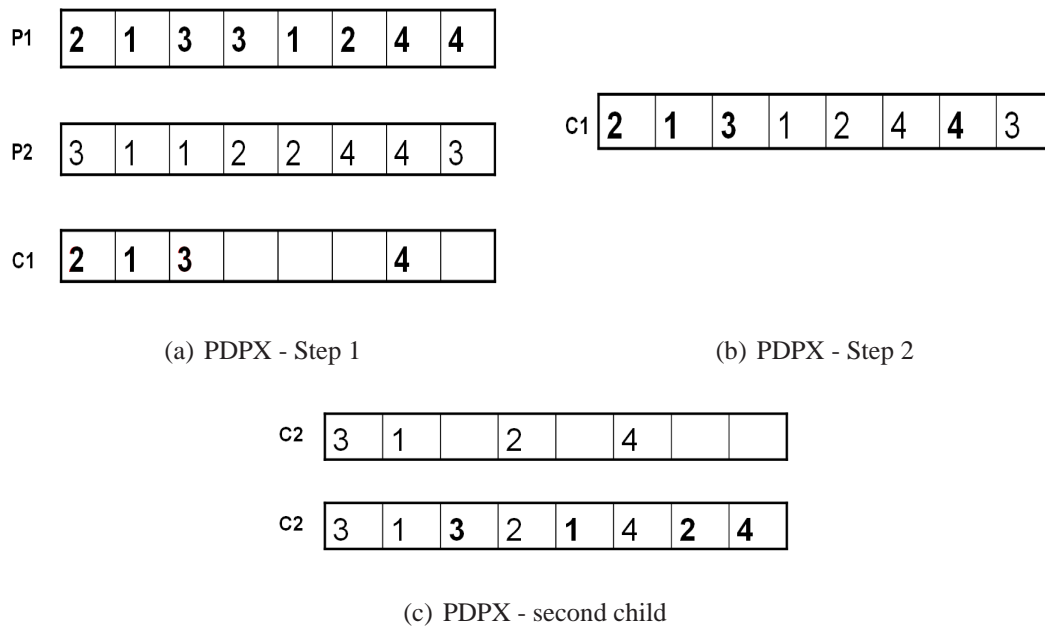 P1 2 1 3 3 1 2 4 4
P2 3 1 1 2 2 4 4 3
C1 2 1 3 4
(a) PDPX - Step 1
C1 2 1 3 1 2 4 4 3
(b) PDPX - Step 2
C2 3 1 2 4
C2 3 1 3 2 1 4 2 4
(c) PDPX - second child